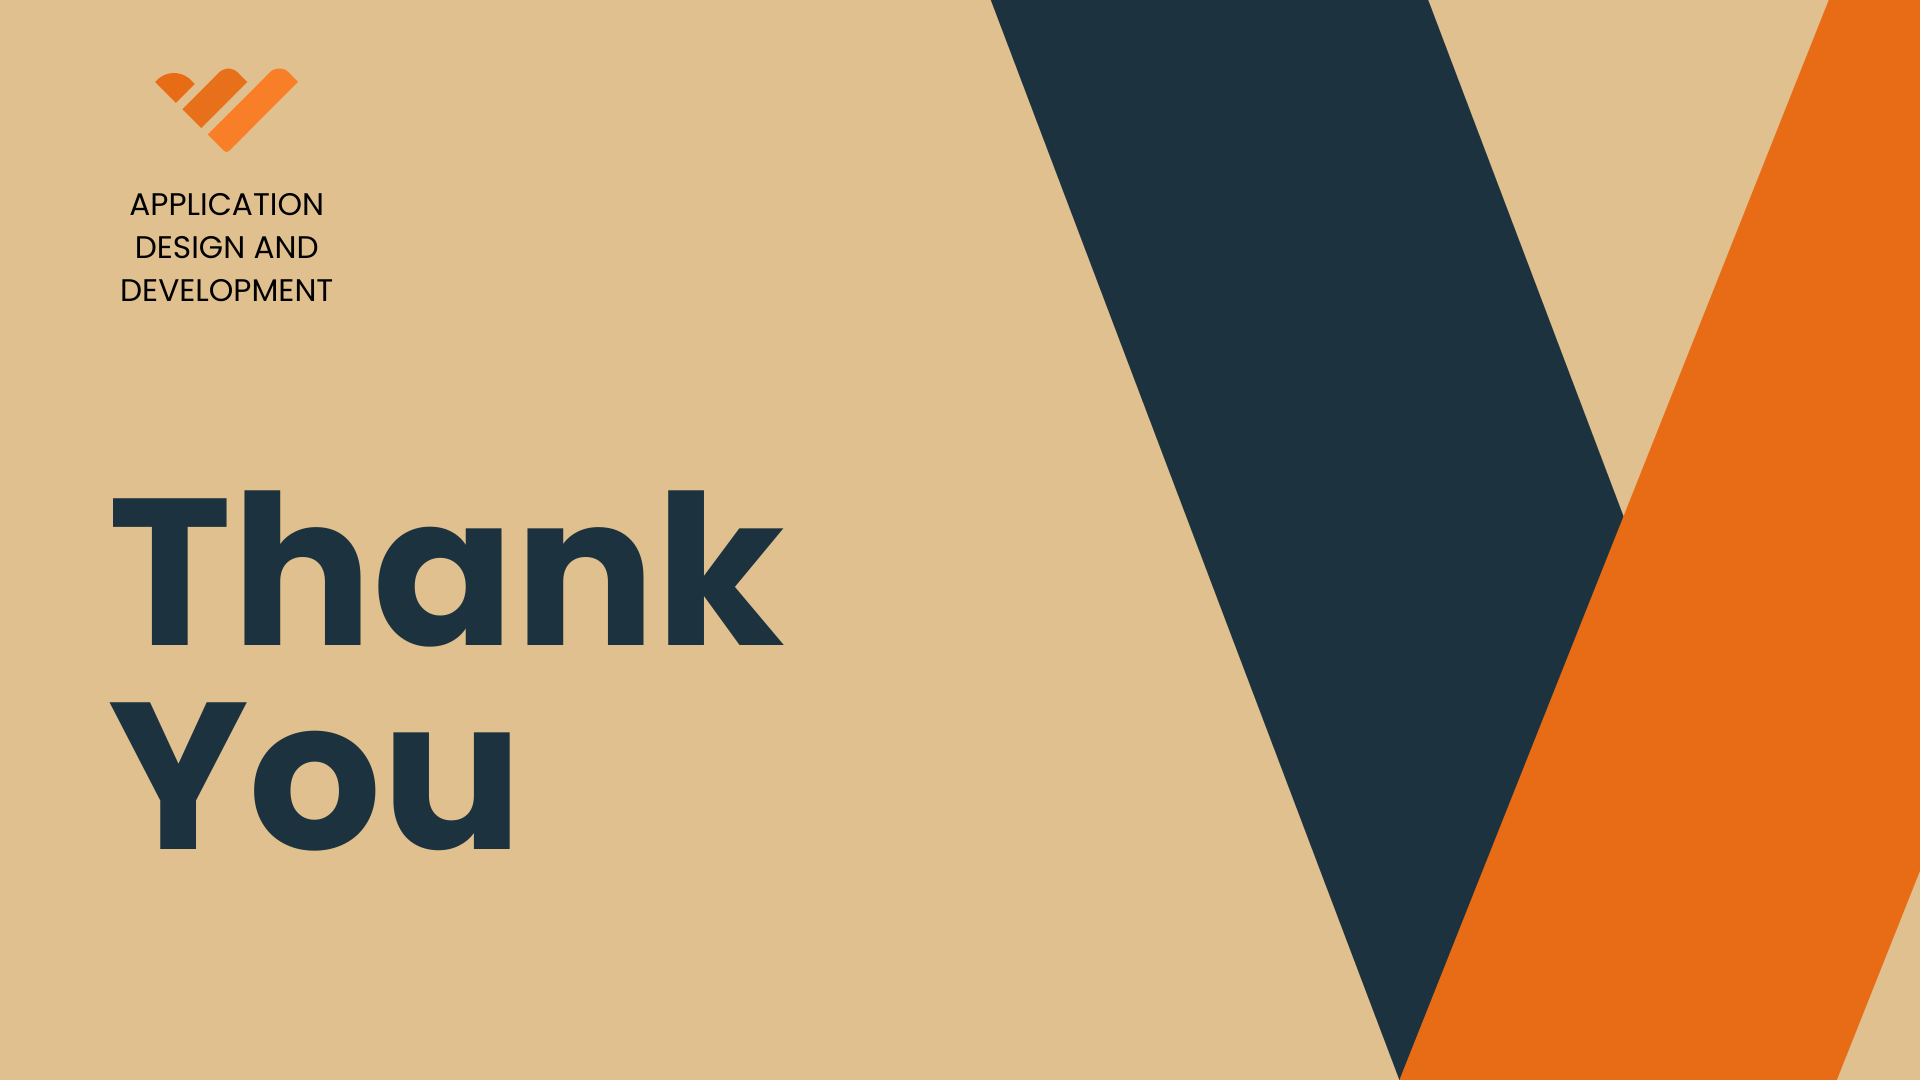 APPLICATION
DESIGN AND
DEVELOPMENT
Thank
You